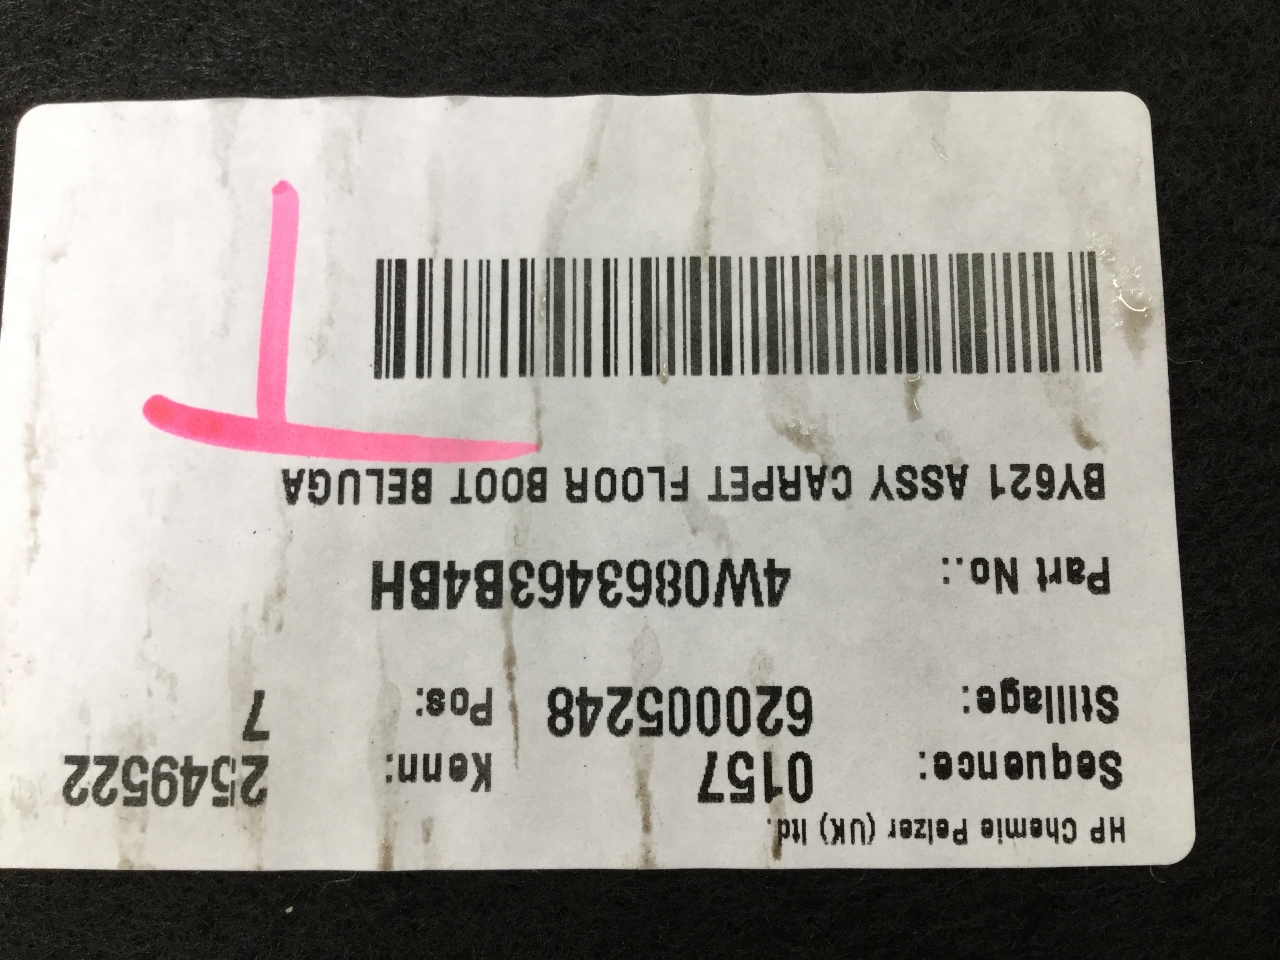 HP Chemie Pelzer (UK) ltd.
Sequence: 0157 Kenn: 2549522
Stillage: 620005248 Pos: 7
Part No.: 4W0863463B4BH
BY621 ASSY CARPET FLOOR BOOT BELUGA